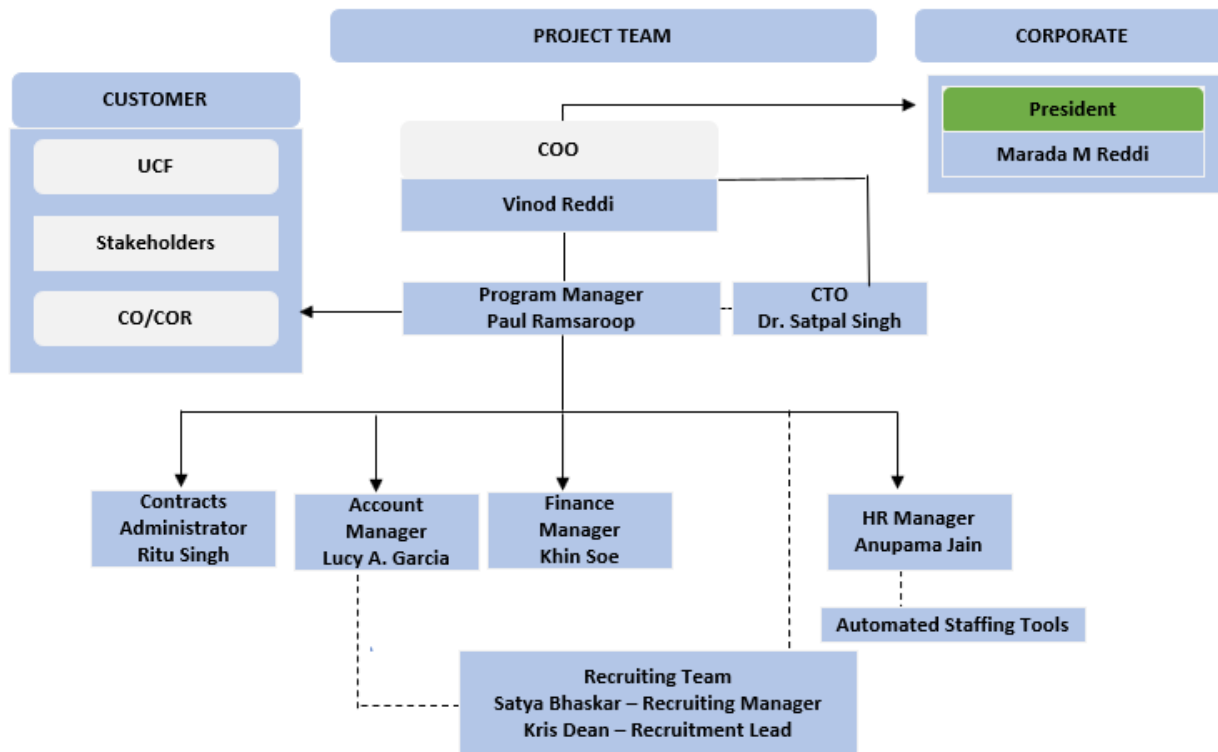 PROJECT TEAM
CORPORATE
CUSTOMER
President
Marada M Reddi
UCF
COO
Vinod Reddi
Stakeholders
CO/COR
Program Manager
Paul Ramsaroop
CTO
Dr. Satpal Singh
Contracts
Administrator
Ritu Singh
Account
Manager
Lucy A. Garcia
Finance
Manager
Khin Soe
HR Manager
Anupama Jain
Automated Staffing Tools
Recruiting Team
Satya Bhaskar – Recruiting Manager
Kris Dean – Recruitment Lead